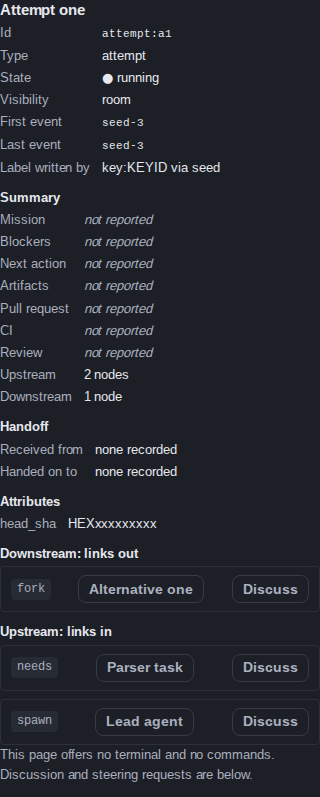 Attempt one
Id attempt:a1
Type attempt
State ● running
Visibility room
First event seed-3
Last event seed-3
Label written by key:KEYID via seed
Summary
Mission not reported
Blockers not reported
Next action not reported
Artifacts not reported
Pull request not reported
CI not reported
Review not reported
Upstream 2 nodes
Downstream 1 node
Handoff
Received from none recorded
Handed on to none recorded
Attributes
head_sha HEXxxxxxxxxx
Downstream: links out
fork Alternative one Discuss
Upstream: links in
needs Parser task Discuss
spawn Lead agent Discuss
This page offers no terminal and no commands.
Discussion and steering requests are below.